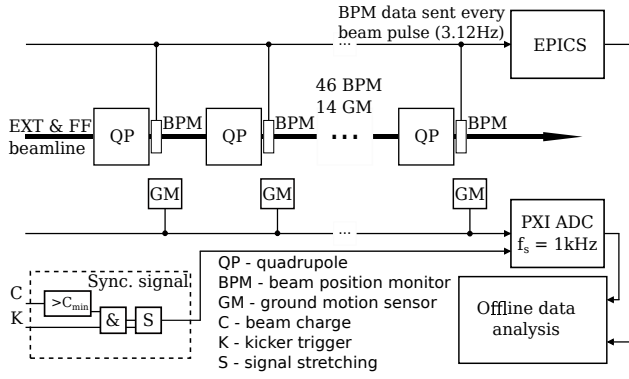 BPM data sent every
beam pulse (3.12Hz)
EPICS
...
46 BPM
14 GM
EXT & FF
beamline
QP
BPM
QP
BPM
...
QP
BPM
GM
GM
GM
...
PXI ADC
fs = 1kHz
Sync. signal
C
>Cmin
K
&
S
QP - quadrupole
BPM - beam position monitor
GM - ground motion sensor
C - beam charge
K - kicker trigger
S - signal stretching
Offline data
analysis